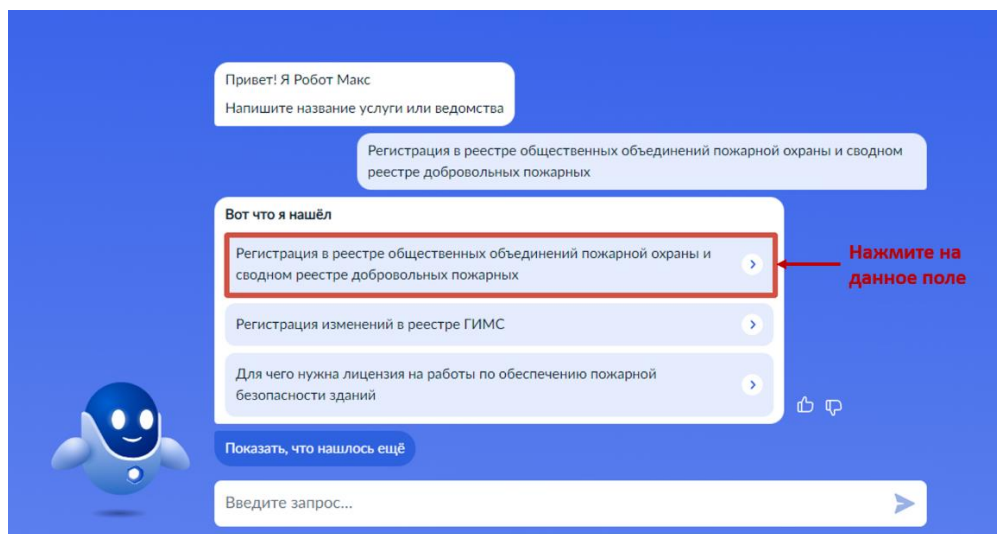 Привет! Я Робот Макс
Напишите название услуги или ведомства
Регистрация в реестре общественных объединений пожарной охраны и сводном
реестре добровольных пожарных
Вот что я нашёл
Регистрация в реестре общественных объединений пожарной охраны и
сводном реестре добровольных пожарных
Нажмите на
данное поле
Регистрация изменений в реестре ГИМС
Для чего нужна лицензия на работы по обеспечению пожарной
безопасности зданий
Показать, что нашлось ещё
Введите запрос...